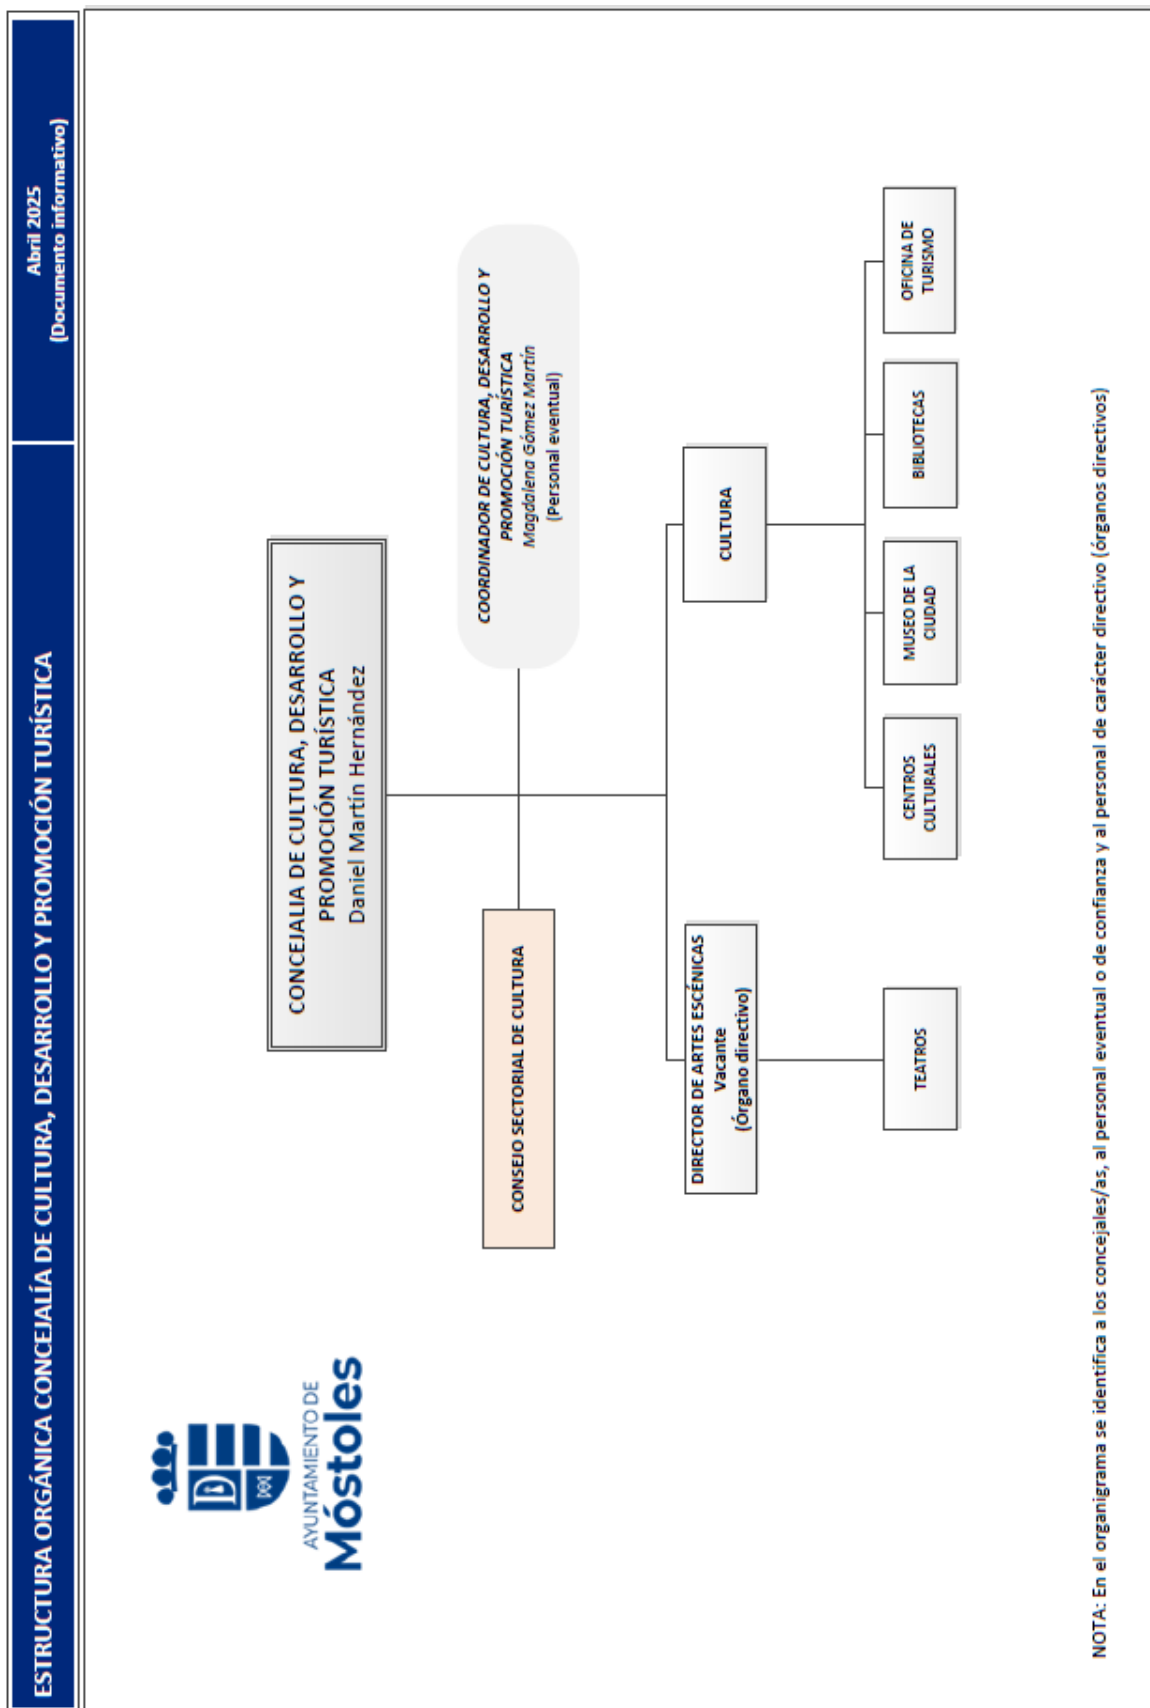 ESTRUCTURA ORGÁNICA CONCEJALÍA DE CULTURA, DESARROLLO Y PROMOCIÓN TURÍSTICA
Abril 2025
(Documento informativo)
AYUNTAMIENTO DE
Móstoles
CONCEJALIA DE CULTURA, DESARROLLO Y
PROMOCIÓN TURÍSTICA
Daniel Martín Hernández
CONSEJO SECTORIAL DE CULTURA
COORDINADOR DE CULTURA, DESARROLLO Y
PROMOCIÓN TURÍSTICA
Magdalena Gómez Martín
(Personal eventual)
DIRECTOR DE ARTES ESCÉNICAS
Vacante
(Órgano directivo)
CULTURA
TEATROS
CENTROS
CULTURALES
MUSEO DE LA
CIUDAD
BIBLIOTECAS
OFICINA DE
TURISMO
NOTA: En el organigrama se identifica a los concejales/as, al personal eventual o de confianza y al personal de carácter directivo (órganos directivos)